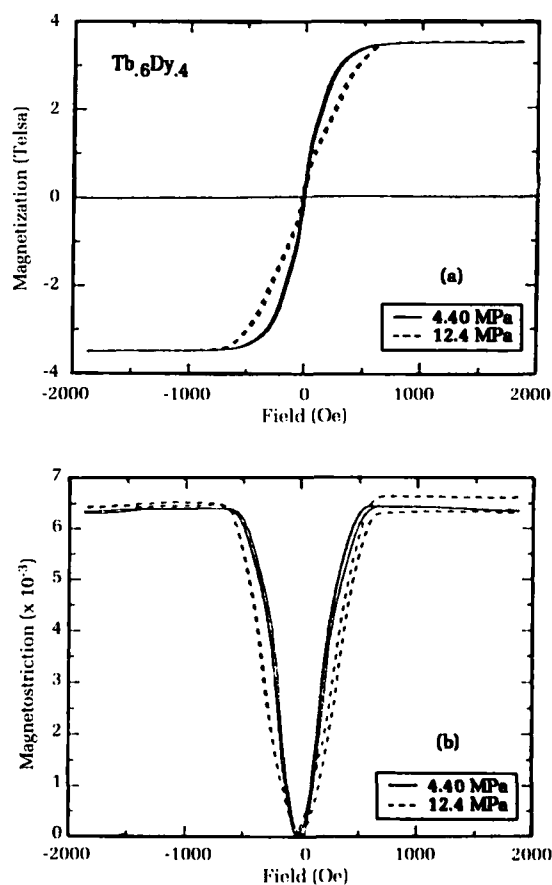 4
Tb.6Dy.4
2
Magnetization (Telsa)
0
-2
(a)
4.40 MPa
12.4 MPa
-4
-2000 -1000 0 1000 2000
Field (Oe)
7
6
5
4
Magnetostriction (x 10-3)
3
2
(b)
1
4.40 MPa
12.4 MPa
0
-2000 -1000 0 1000 2000
Field (Oe)